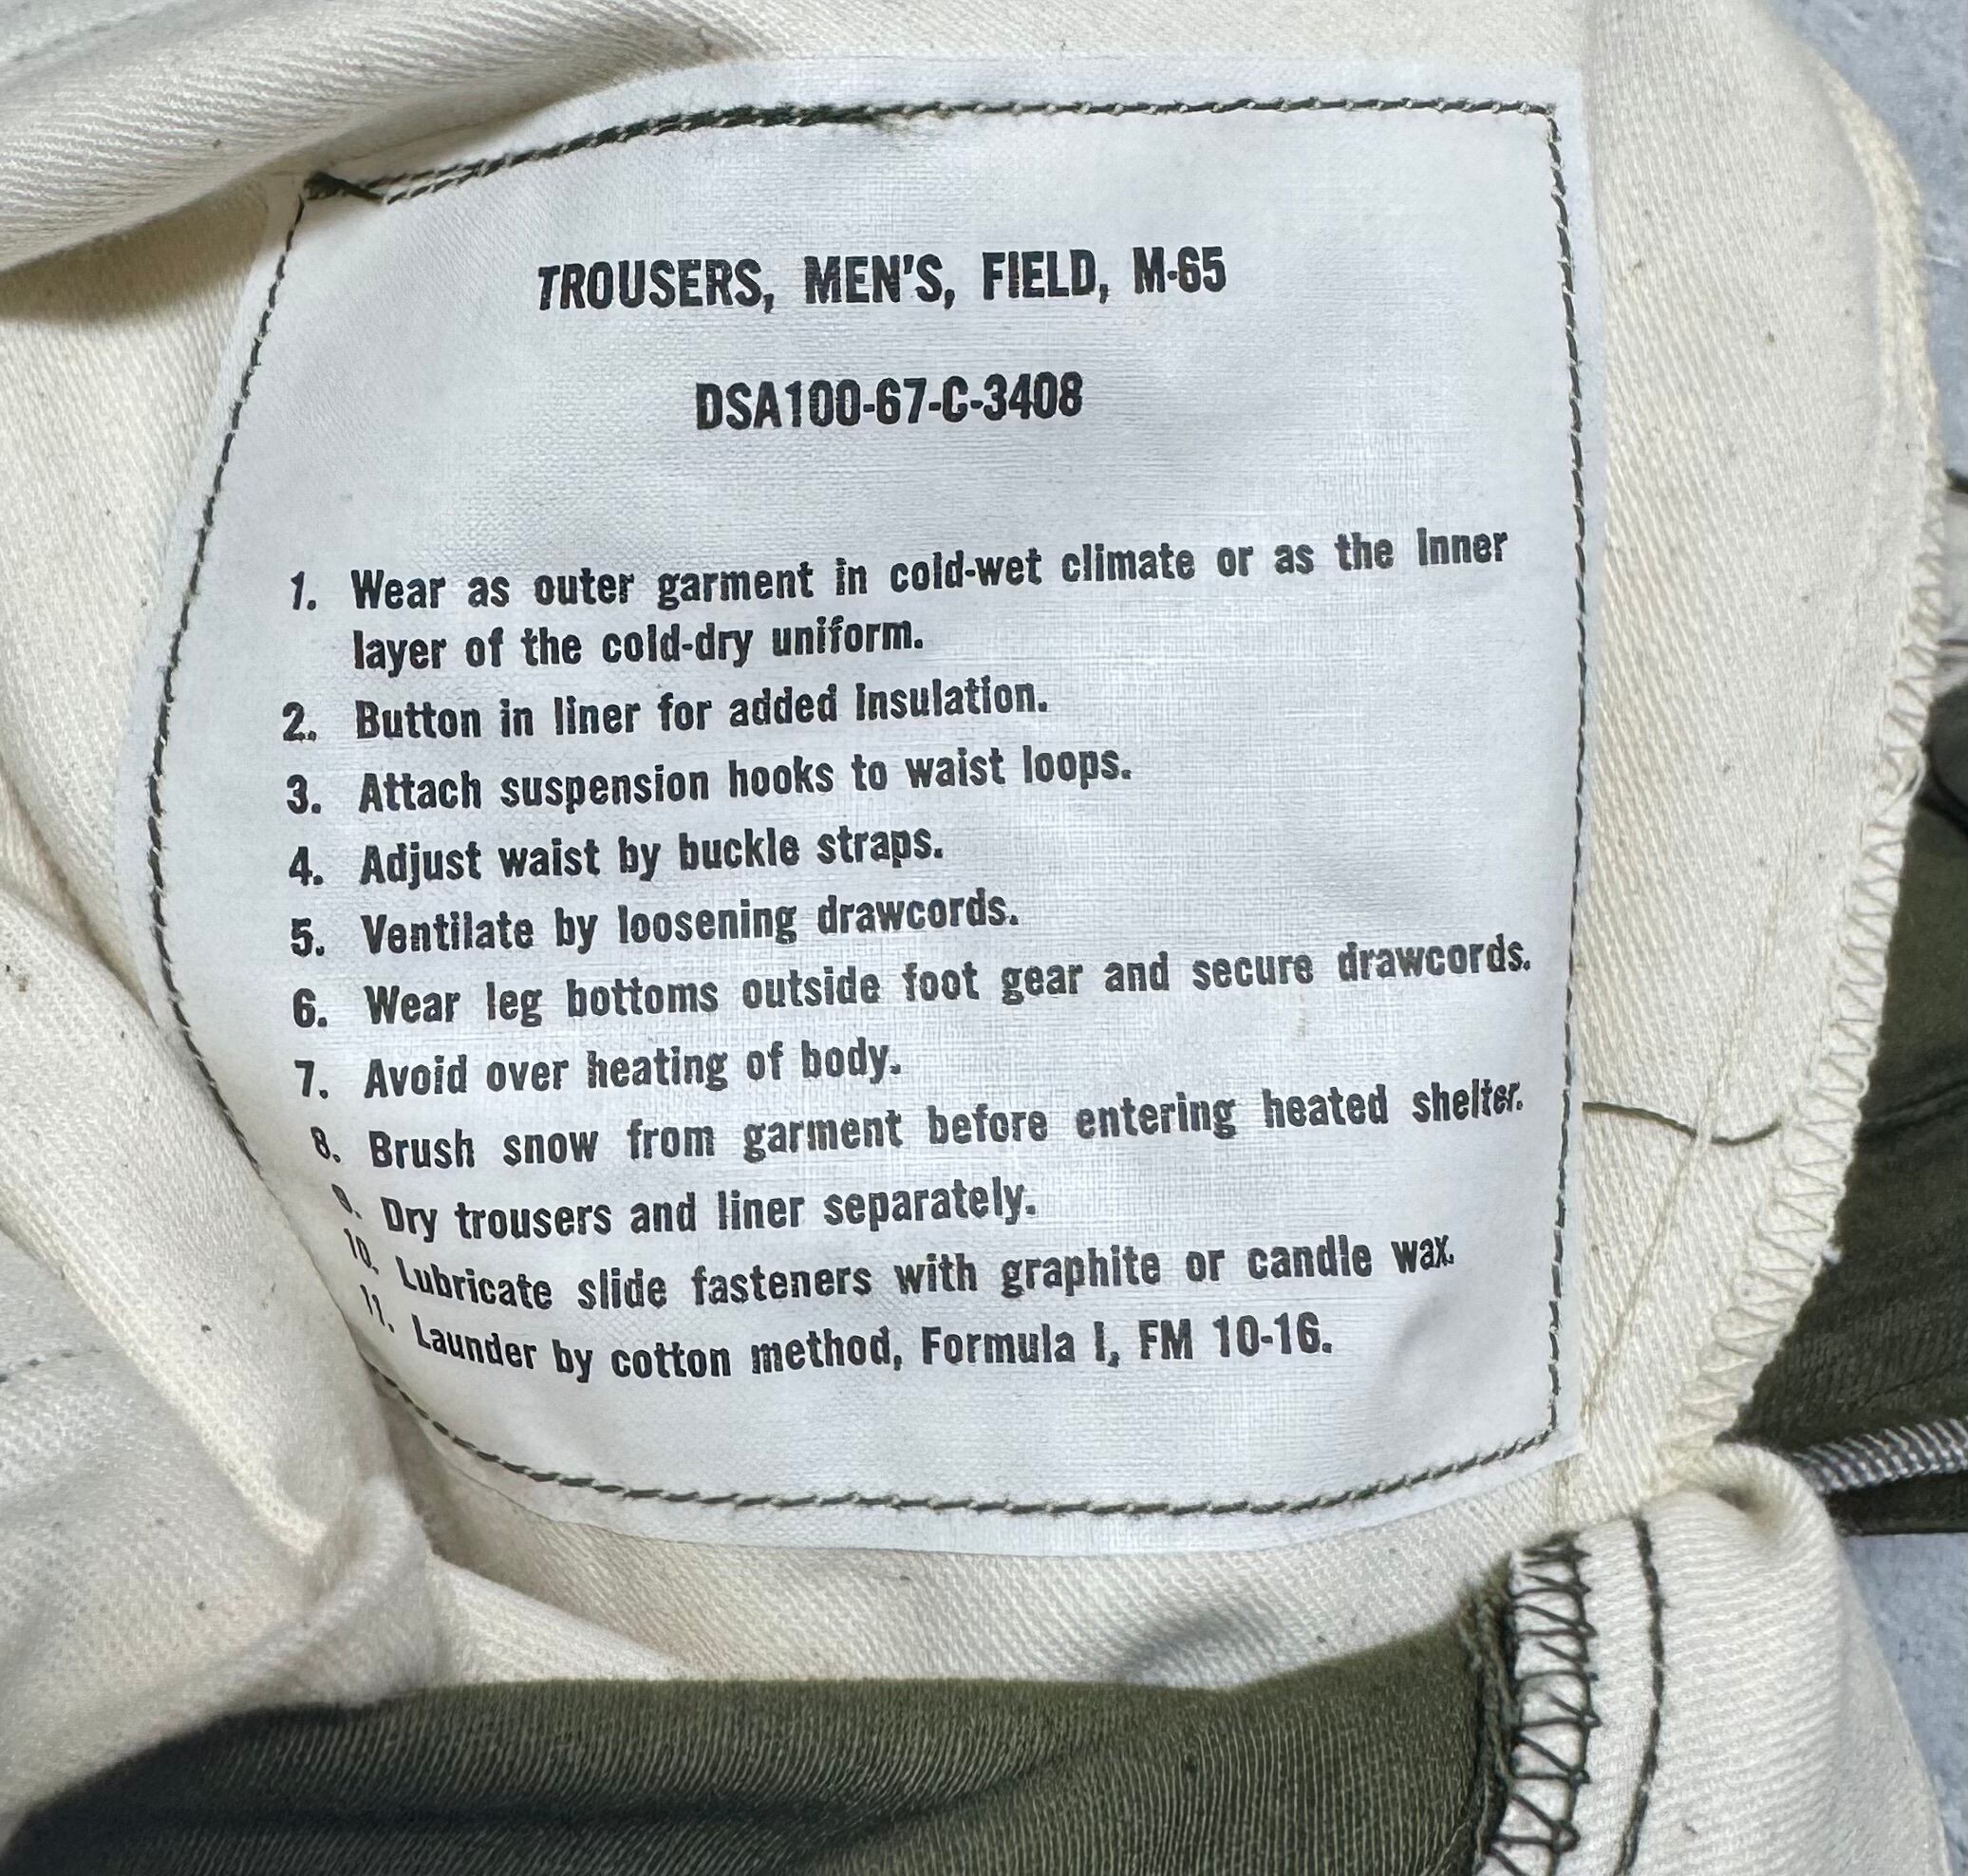 TROUSERS, MEN'S, FIELD, M-65
DSA100-67-C-3408
1. Wear as outer garment in cold-wet climate or as the inner
layer of the cold-dry uniform.
2. Button in liner for added insulation.
3. Attach suspension hooks to waist loops.
4. Adjust waist by buckle straps.
5. Ventilate by loosening drawcords.
6. Wear leg bottoms outside foot gear and secure drawcords.
7. Avoid over heating of body.
8. Brush snow from garment before entering heated shelter.
9. Dry trousers and liner separately.
10. Lubricate slide fasteners with graphite or candle wax.
11. Launder by cotton method, Formula I, FM 10-16.